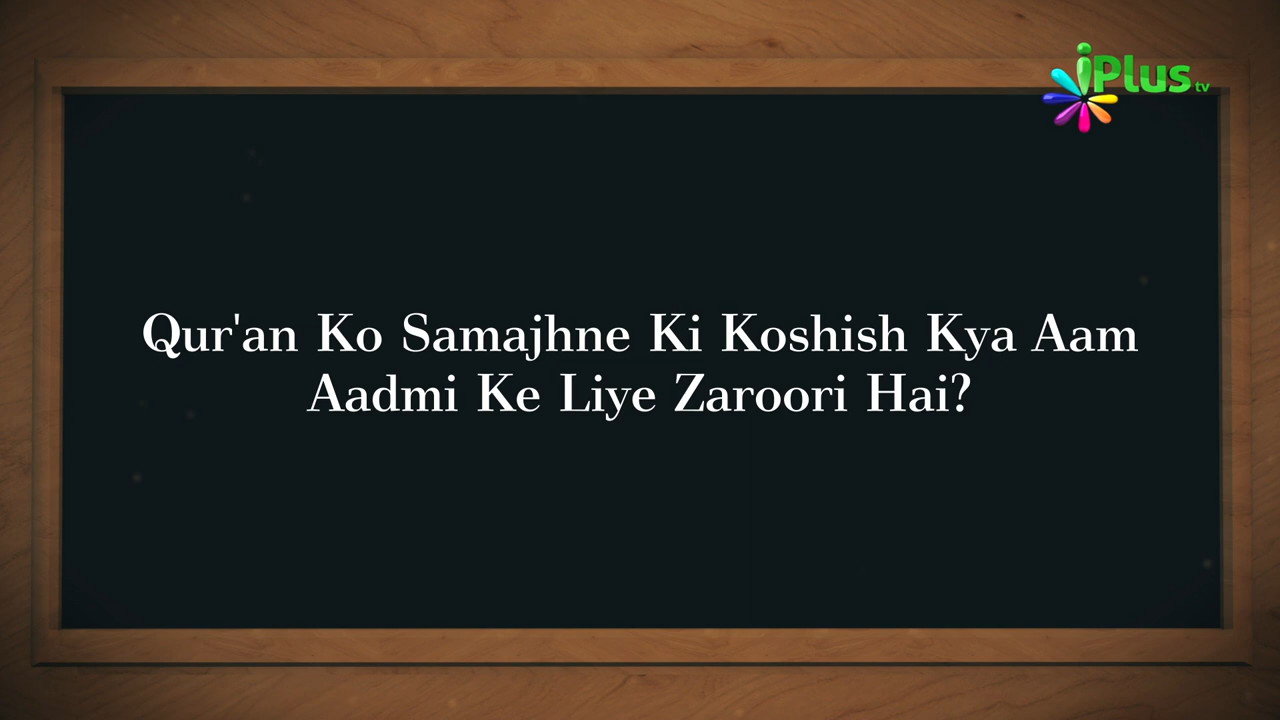 iPlus tv
Qur'an Ko Samajhne Ki Koshish Kya Aam
Aadmi Ke Liye Zaroori Hai?